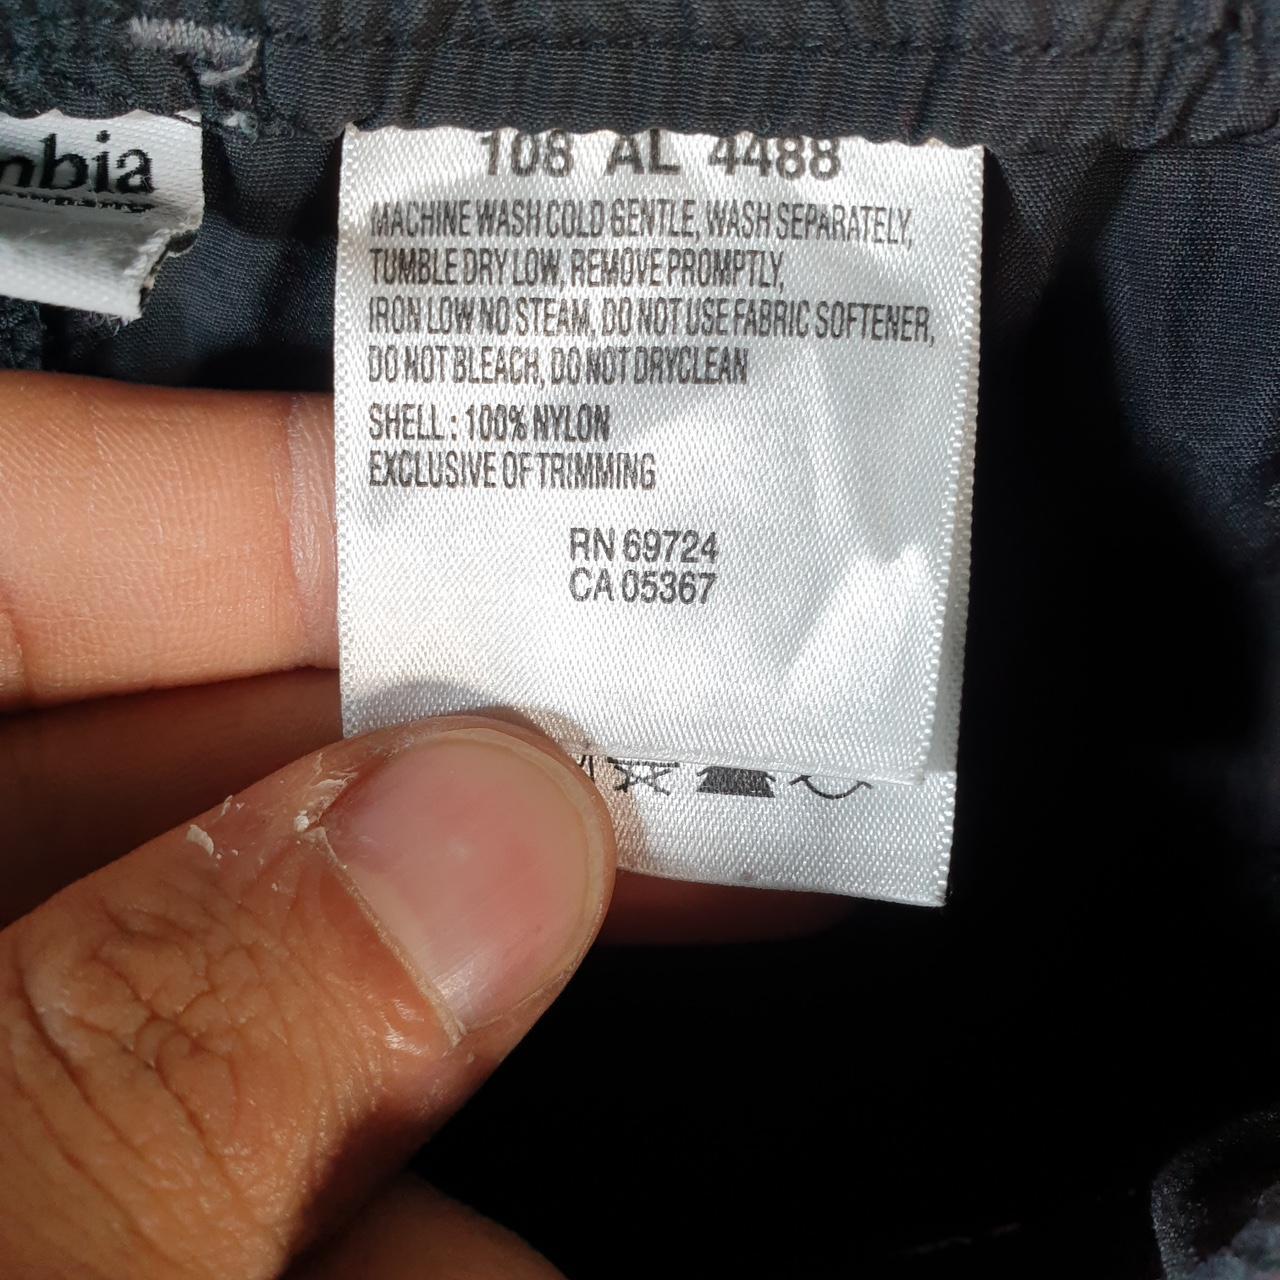 mbia
108 AL 4488
MACHINE WASH COLD GENTLE, WASH SEPARATELY,
TUMBLE DRY LOW, REMOVE PROMPTLY,
IRON LOW NO STEAM, DO NOT USE FABRIC SOFTENER,
DO NOT BLEACH, DO NOT DRYCLEAN
SHELL : 100% NYLON
EXCLUSIVE OF TRIMMING
RN 69724
CA 05367